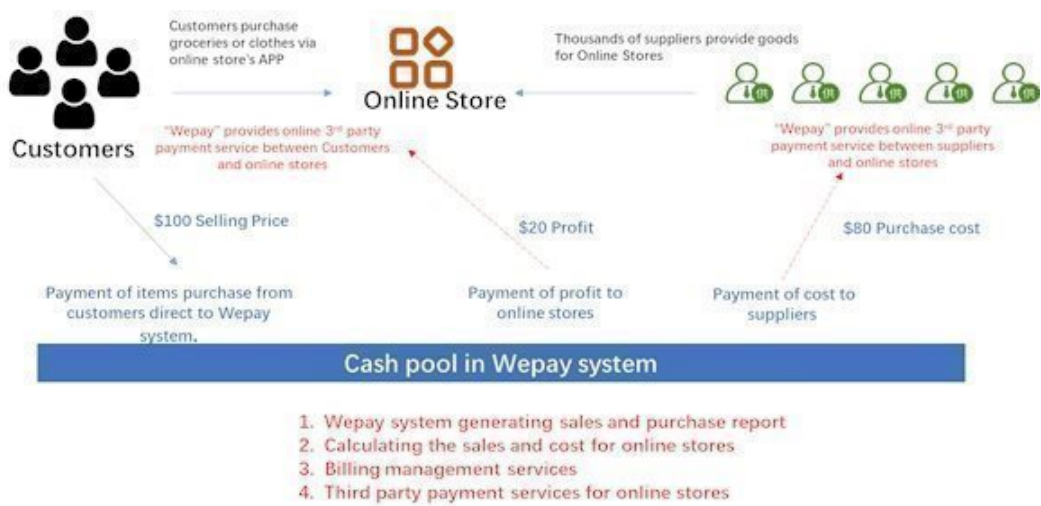 Customers purchase
groceries or clothes via
online store's APP
Online Store
Thousands of suppliers provide goods
for Online Stores
供 供 供 供 供
Customers
"Wepay" provides online 3rd party
payment service between Customers
and online stores
"Wepay" provides online 3rd party
payment service between suppliers
and online stores
$100 Selling Price
$20 Profit
$80 Purchase cost
Payment of items purchase from
customers direct to Wepay
system.
Payment of profit to
online stores
Payment of cost to
suppliers
Cash pool in Wepay system
1. Wepay system generating sales and purchase report
2. Calculating the sales and cost for online stores
3. Billing management services
4. Third party payment services for online stores